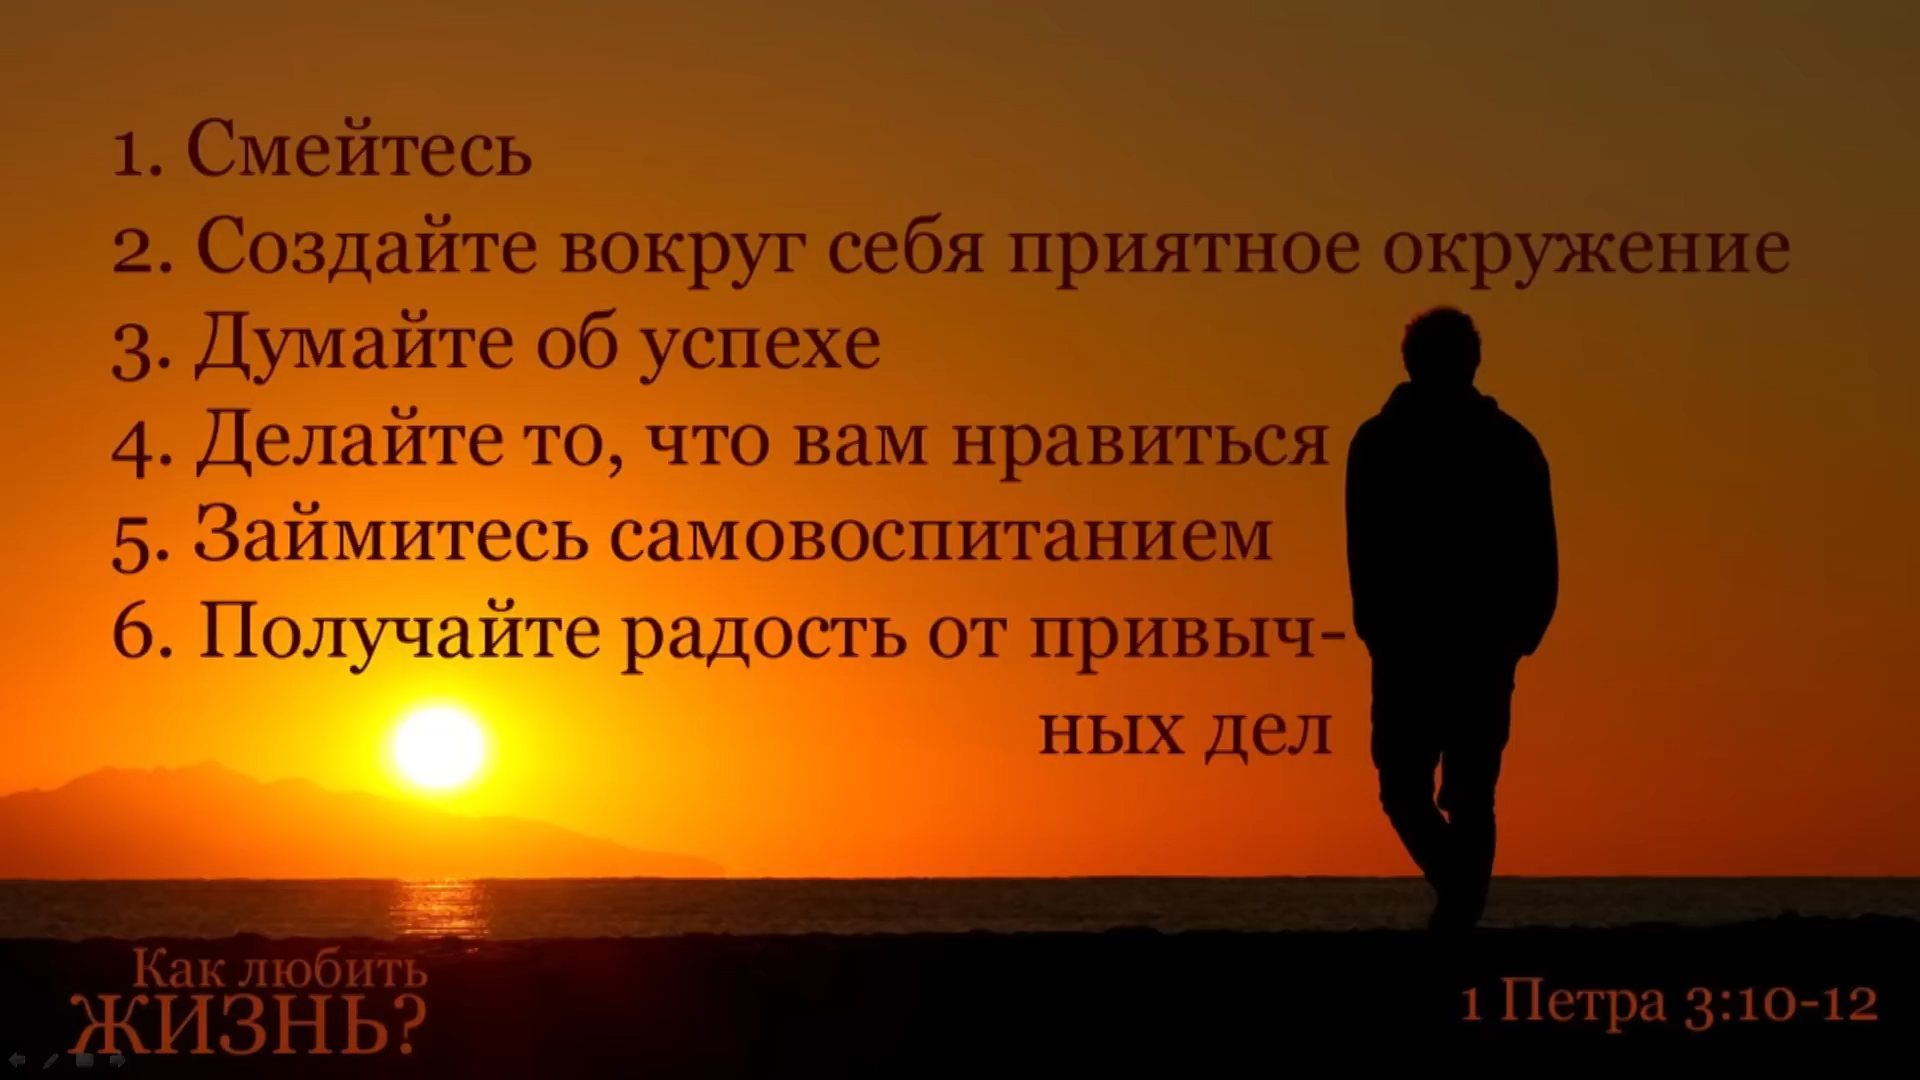 1. Смейтесь
2. Создайте вокруг себя приятное окружение
3. Думайте об успехе
4. Делайте то, что вам нравиться
5. Займитесь самовоспитанием
6. Получайте радость от привыч-
ных дел
Как любить
ЖИЗНЬ?
1 Петра 3:10-12